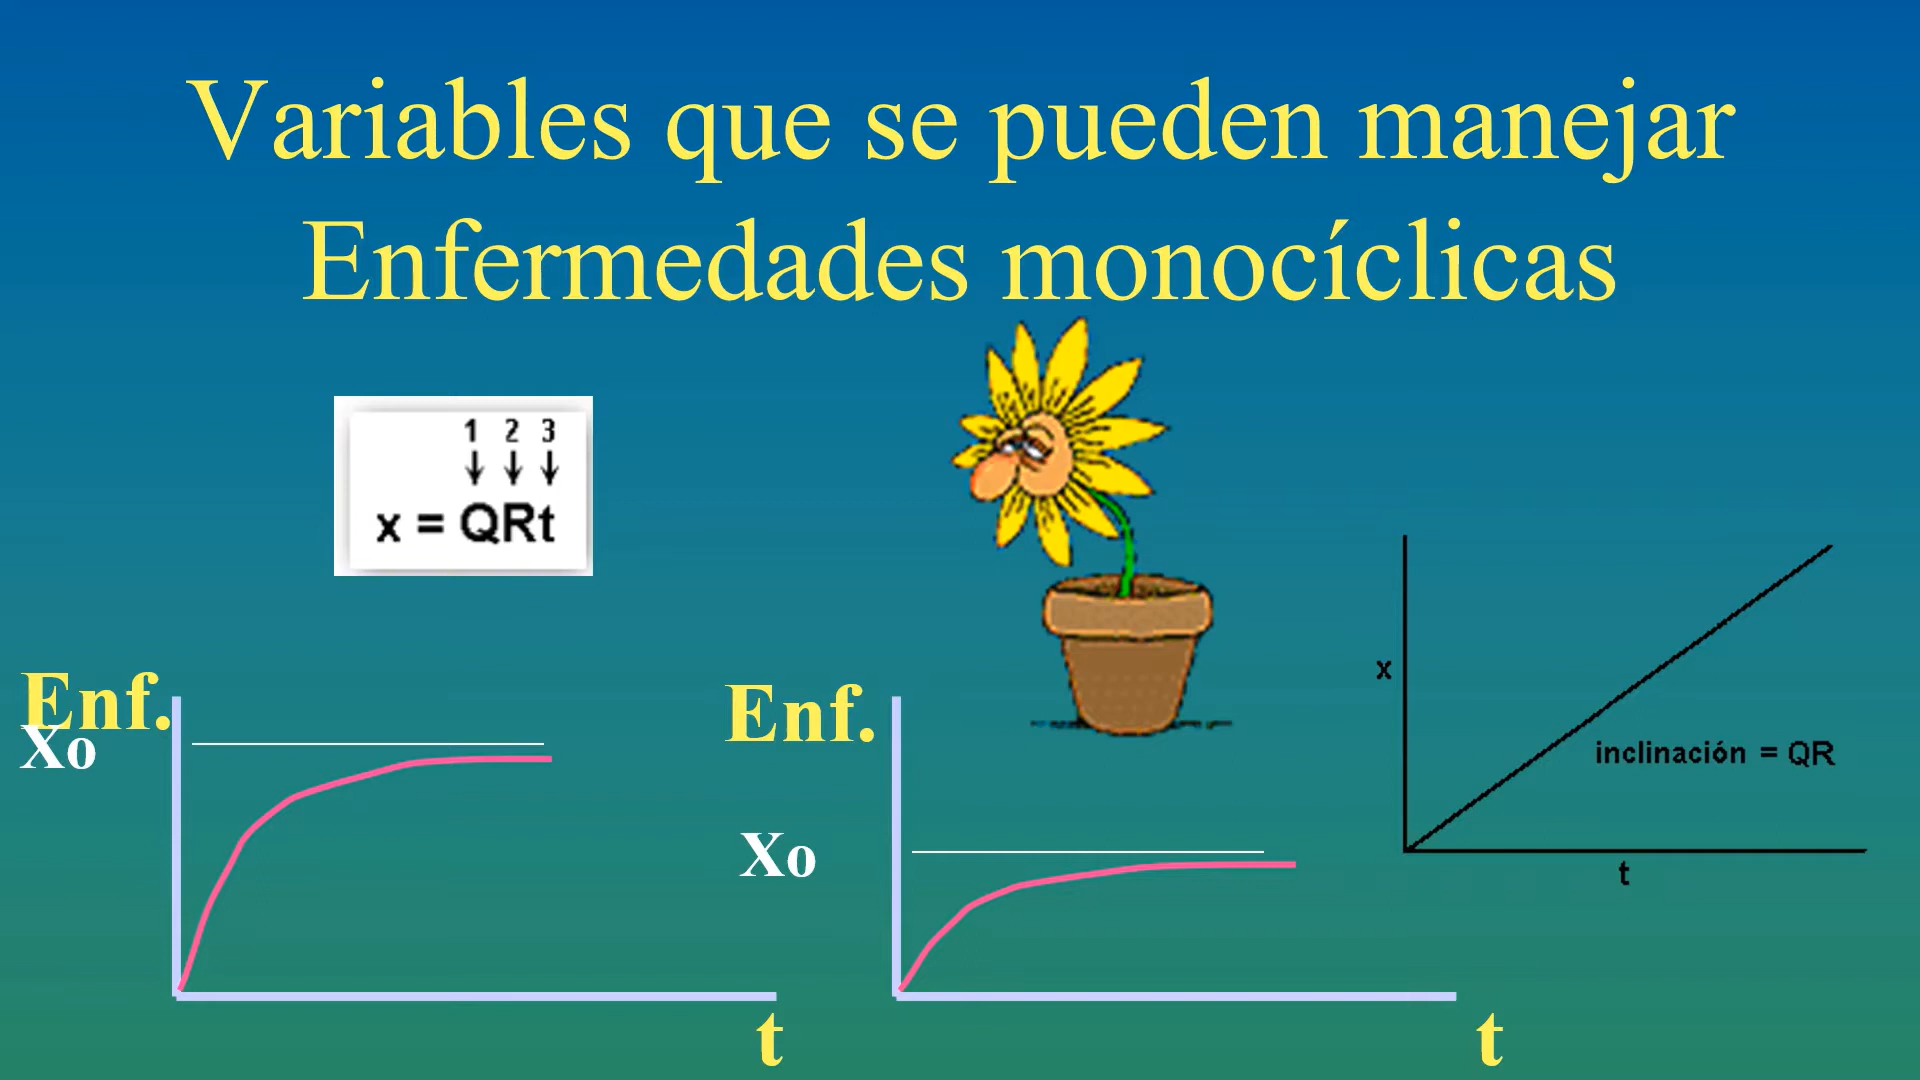 Variables que se pueden manejar
Enfermedades monocíclicas
1 2 3
x = QRt
Enf.
Xo
t
Enf.
Xo
t
x
inclinación = QR
t